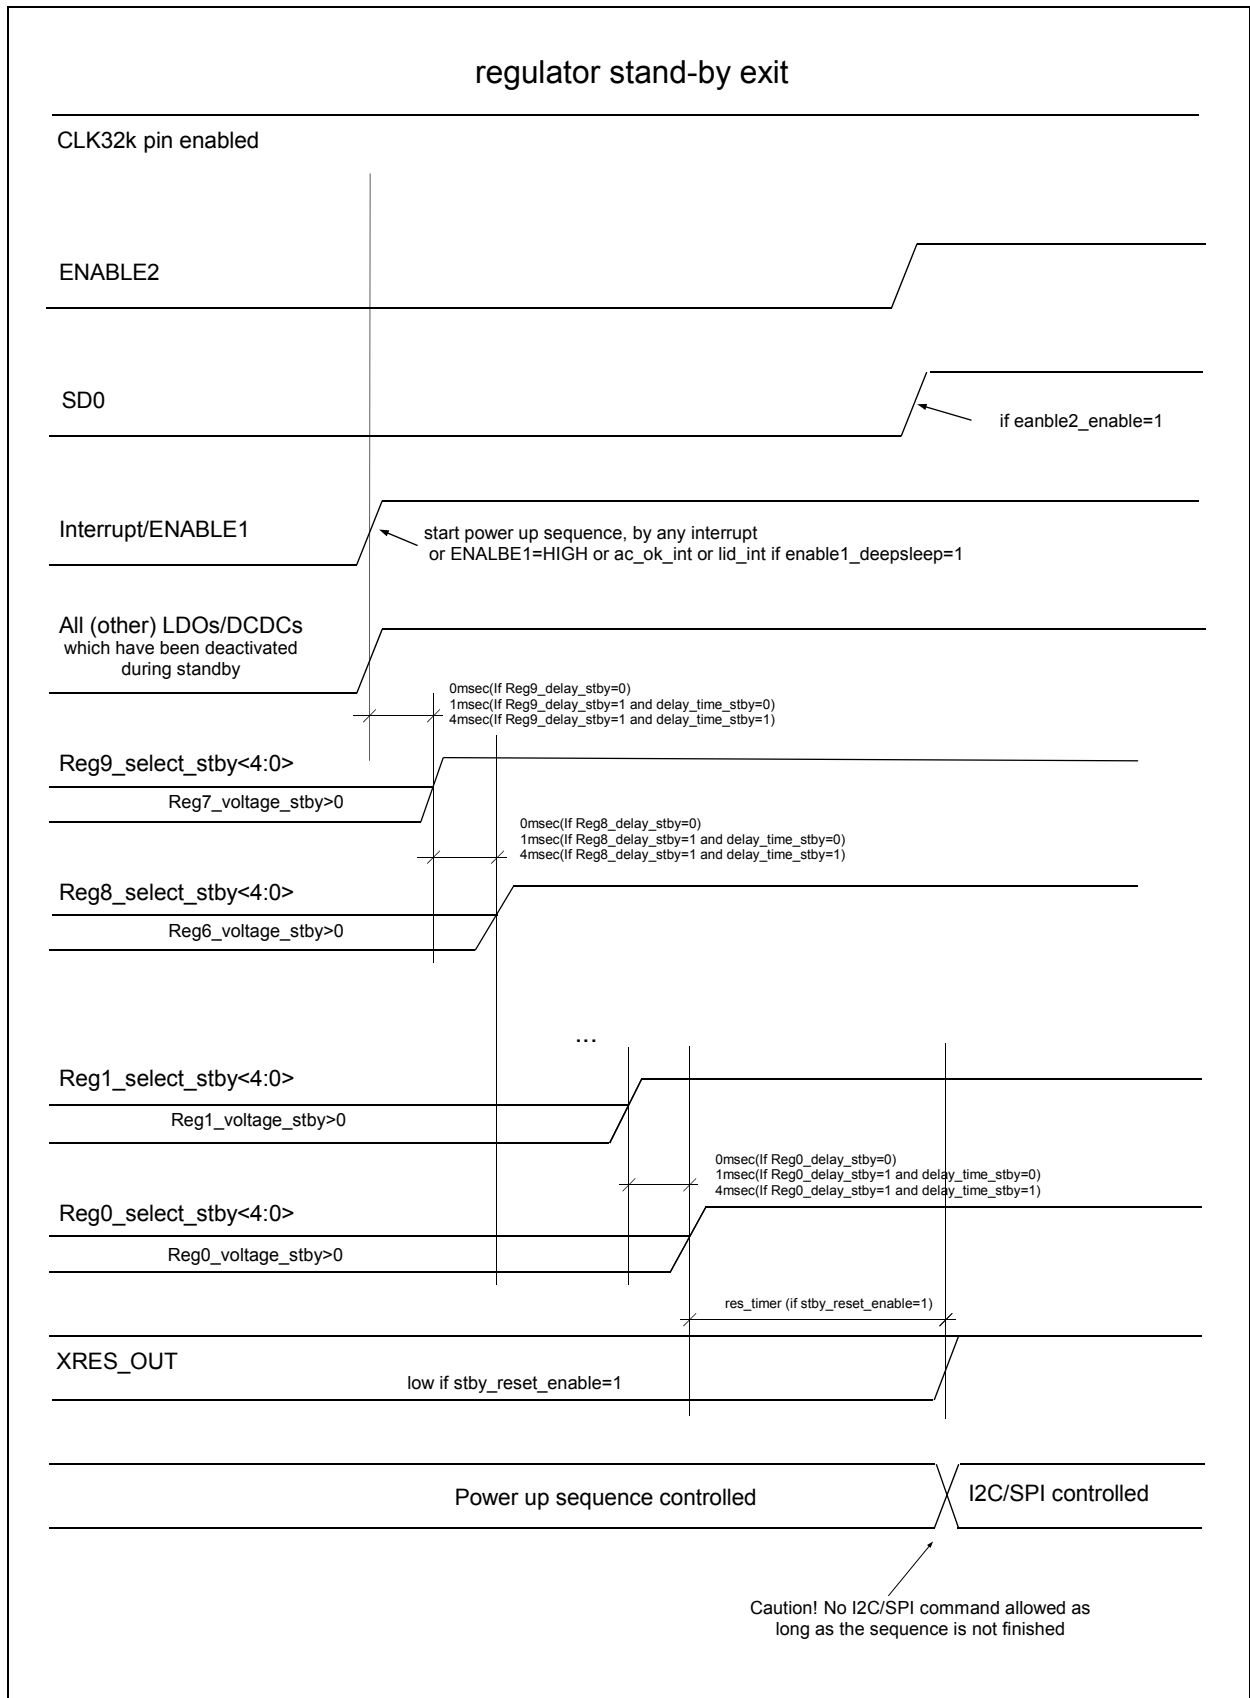 regulator stand-by exit
CLK32k pin enabled
ENABLE2
SD0
if eanble2_enable=1
Interrupt/ENABLE1
start power up sequence, by any interrupt
or ENALBE1=HIGH or ac_ok_int or lid_int if enable1_deepsleep=1
All (other) LDOs/DCDCs
which have been deactivated
during standby
0msec(If Reg9_delay_stby=0)
1msec(If Reg9_delay_stby=1 and delay_time_stby=0)
4msec(If Reg9_delay_stby=1 and delay_time_stby=1)
Reg9_select_stby<4:0>
Reg7_voltage_stby>0
0msec(If Reg8_delay_stby=0)
1msec(If Reg8_delay_stby=1 and delay_time_stby=0)
4msec(If Reg8_delay_stby=1 and delay_time_stby=1)
Reg8_select_stby<4:0>
Reg6_voltage_stby>0
...
Reg1_select_stby<4:0>
Reg1_voltage_stby>0
0msec(If Reg0_delay_stby=0)
1msec(If Reg0_delay_stby=1 and delay_time_stby=0)
4msec(If Reg0_delay_stby=1 and delay_time_stby=1)
Reg0_select_stby<4:0>
Reg0_voltage_stby>0
res_timer (if stby_reset_enable=1)
XRES_OUT
low if stby_reset_enable=1
Power up sequence controlled
I2C/SPI controlled
Caution! No I2C/SPI command allowed as
long as the sequence is not finished